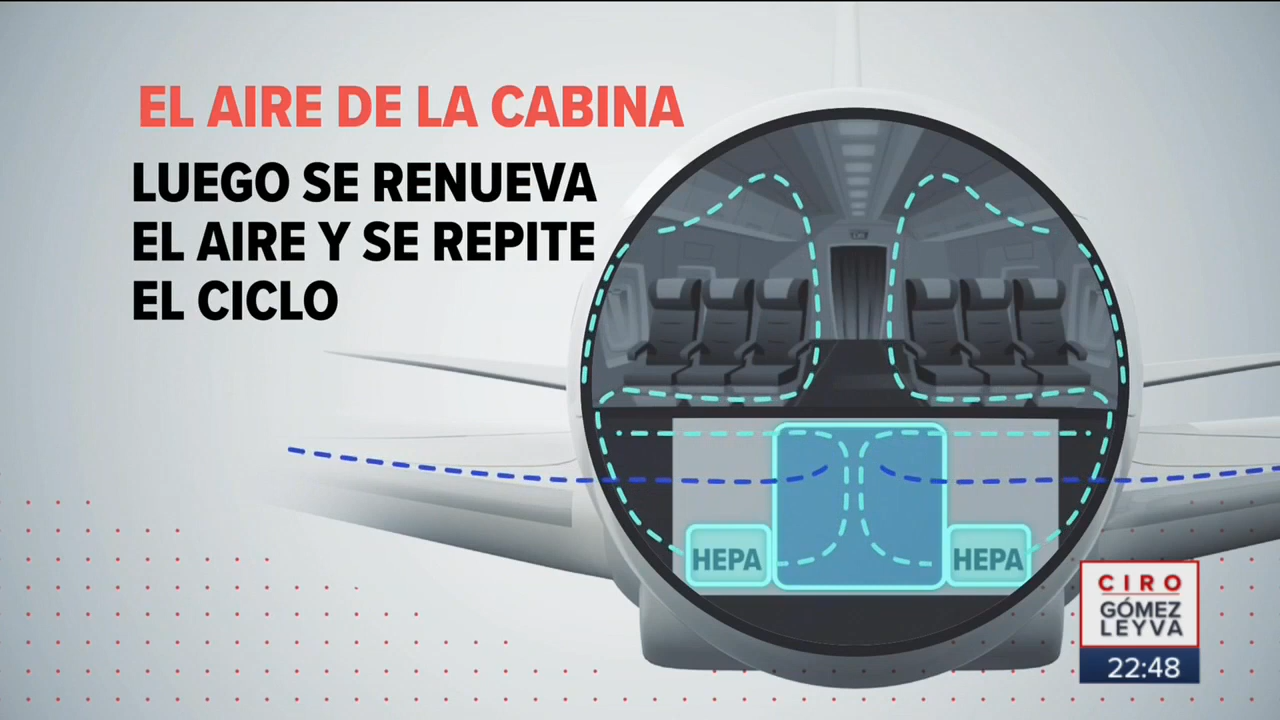 EL AIRE DE LA CABINA
LUEGO SE RENUEVA
EL AIRE Y SE REPITE
EL CICLO
HEPA
HEPA
CIRO
GÓMEZ
LEYVA
22:48